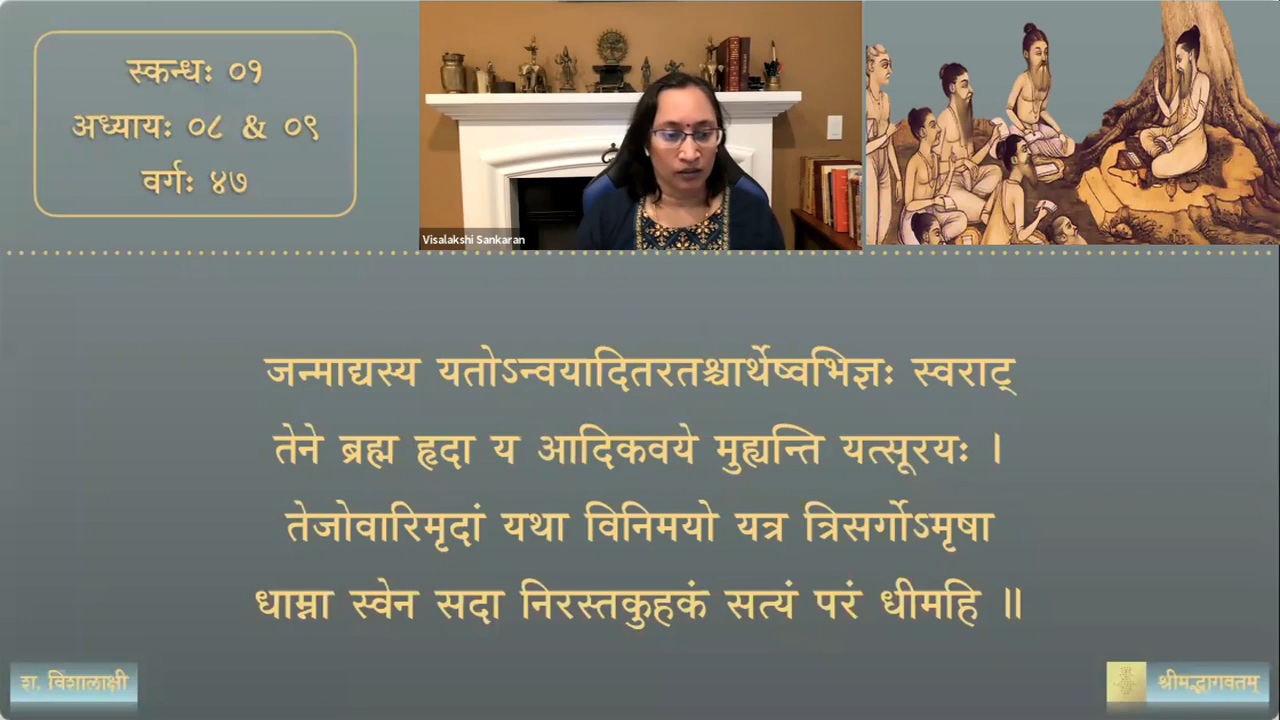 स्कन्धः ०१
अध्यायः ०८ & ०९
वर्गः ४७
Visalakshi Sankaran
जन्माद्यस्य यतोऽन्वयादितरतश्चार्थेष्वभिज्ञः स्वराट्
तेने ब्रह्म हृदा य आदिकवये मुह्यन्ति यत्सूरयः ।
तेजोवारिमृदां यथा विनिमयो यत्र त्रिसर्गोऽमृषा
धाम्ना स्वेन सदा निरस्तकुहकं सत्यं परं धीमहि ॥
श. विशालाक्षी
श्रीमद्भागवतम्